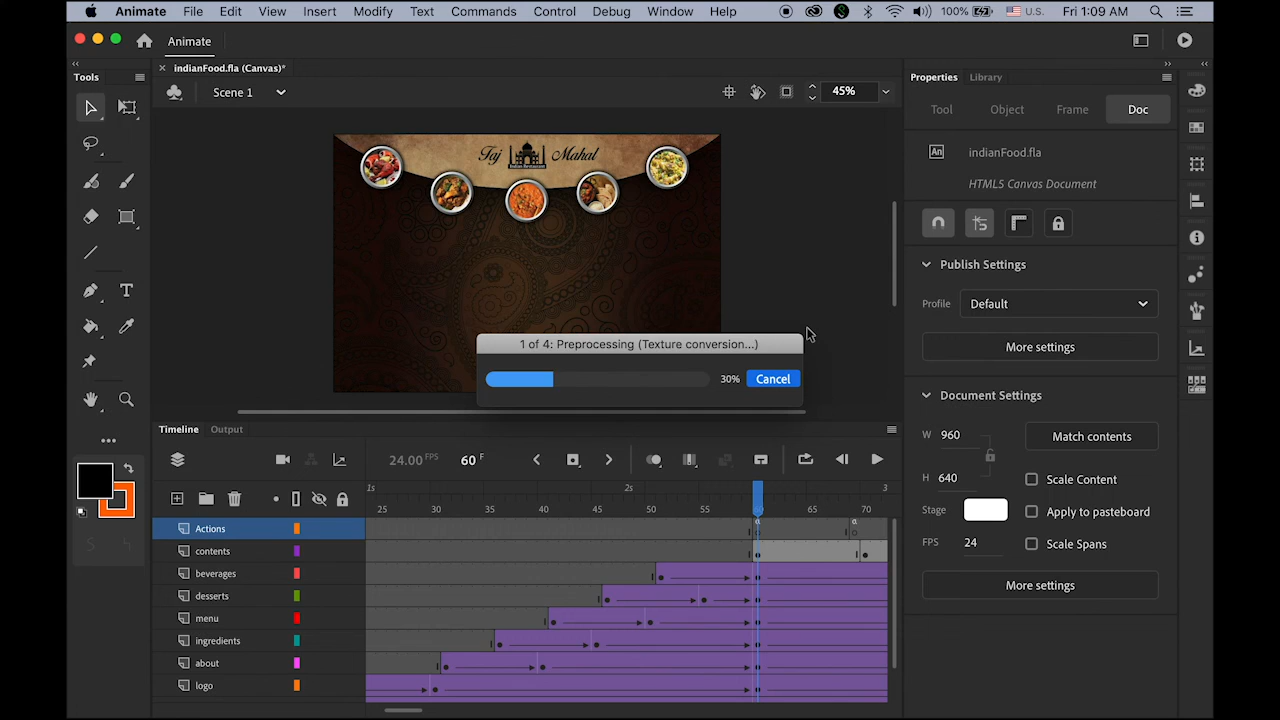 Animate File Edit View Insert Modify Text Commands Control Debug Window Help 100% U.S. Fri 1:09 AM
Animate
Tools
indianFood.fla (Canvas)*
Scene 1
45%
Taj Mahal
Indian Restaurant
1 of 4: Preprocessing (Texture conversion...)
30% Cancel
Properties Library
Tool Object Frame Doc
An indianFood.fla
HTML5 Canvas Document
Publish Settings
Profile Default
More settings
Document Settings
W 960 Match contents
H 640 Scale Content
Stage Apply to pasteboard
FPS 24 Scale Spans
More settings
Timeline Output
24.00 FPS 60 F
1s 2s 3
25 30 35 40 45 50 55 60 65 70
Actions
contents
beverages
desserts
menu
ingredients
about
logo